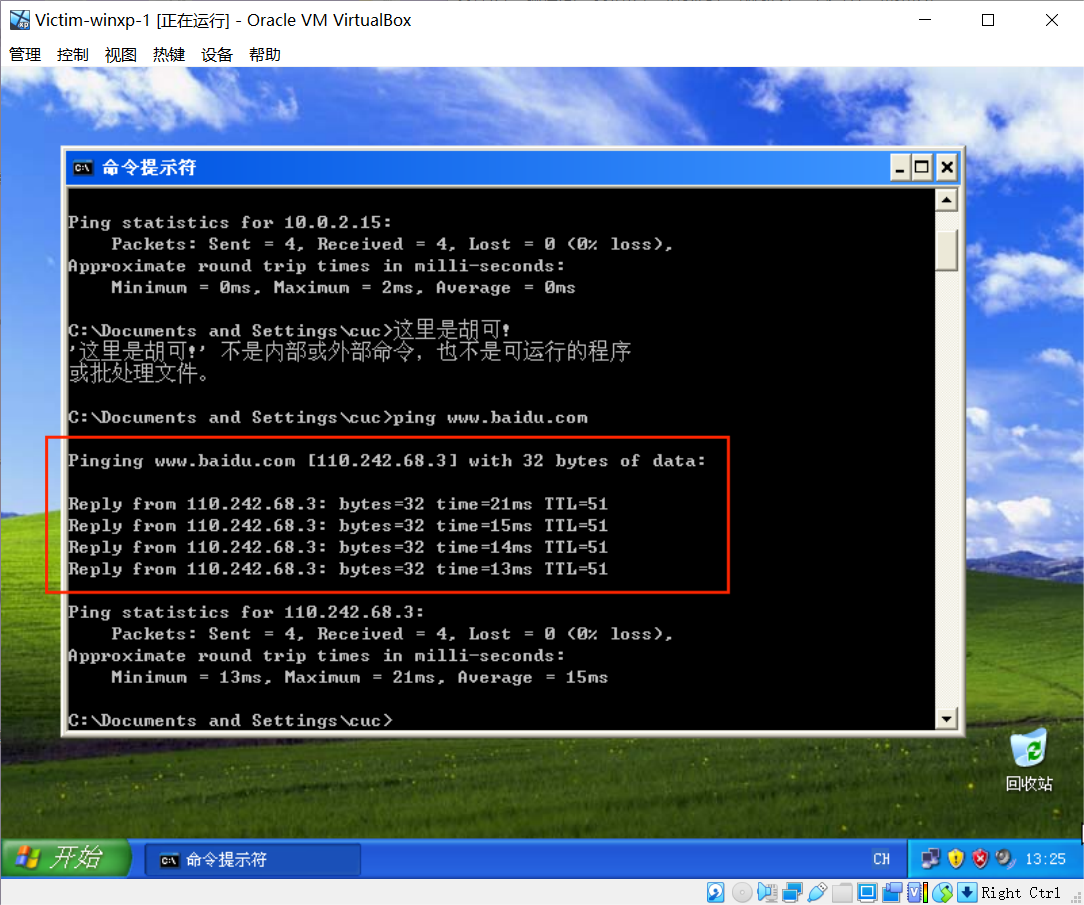 Victim-winxp-1 [正在运行] - Oracle VM VirtualBox
管理 控制 视图 热键 设备 帮助
命令提示符
Ping statistics for 10.0.2.15:
Packets: Sent = 4, Received = 4, Lost = 0 (0% loss),
Approximate round trip times in milli-seconds:
Minimum = 0ms, Maximum = 2ms, Average = 0ms
C:\Documents and Settings\cuc>这里是胡可!
'这里是胡可!' 不是内部或外部命令，也不是可运行的程序
或批处理文件。
C:\Documents and Settings\cuc>ping www.baidu.com
Pinging www.baidu.com [110.242.68.3] with 32 bytes of data:
Reply from 110.242.68.3: bytes=32 time=21ms TTL=51
Reply from 110.242.68.3: bytes=32 time=15ms TTL=51
Reply from 110.242.68.3: bytes=32 time=14ms TTL=51
Reply from 110.242.68.3: bytes=32 time=13ms TTL=51
Ping statistics for 110.242.68.3:
Packets: Sent = 4, Received = 4, Lost = 0 (0% loss),
Approximate round trip times in milli-seconds:
Minimum = 13ms, Maximum = 21ms, Average = 15ms
C:\Documents and Settings\cuc>
回收站
开始 命令提示符 CH 13:25
Right Ctrl